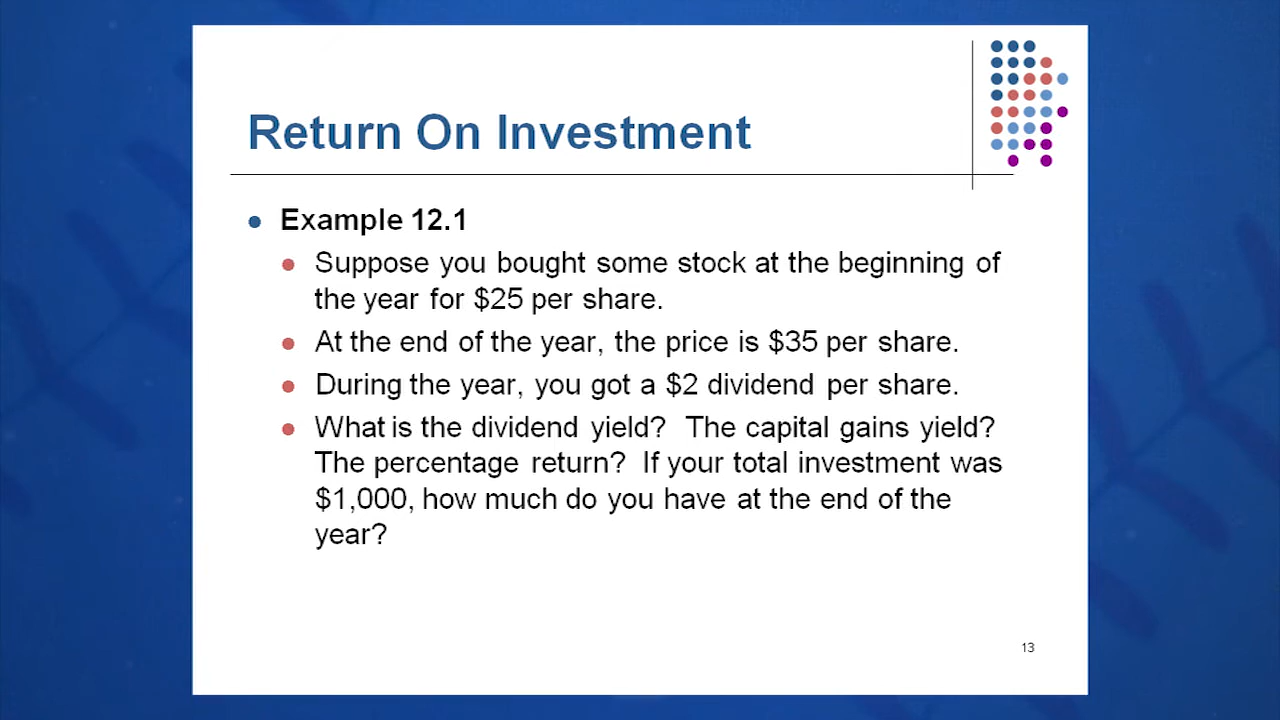 Return On Investment
Example 12.1
Suppose you bought some stock at the beginning of
the year for $25 per share.
At the end of the year, the price is $35 per share.
During the year, you got a $2 dividend per share.
What is the dividend yield? The capital gains yield?
The percentage return? If your total investment was
$1,000, how much do you have at the end of the
year?
13